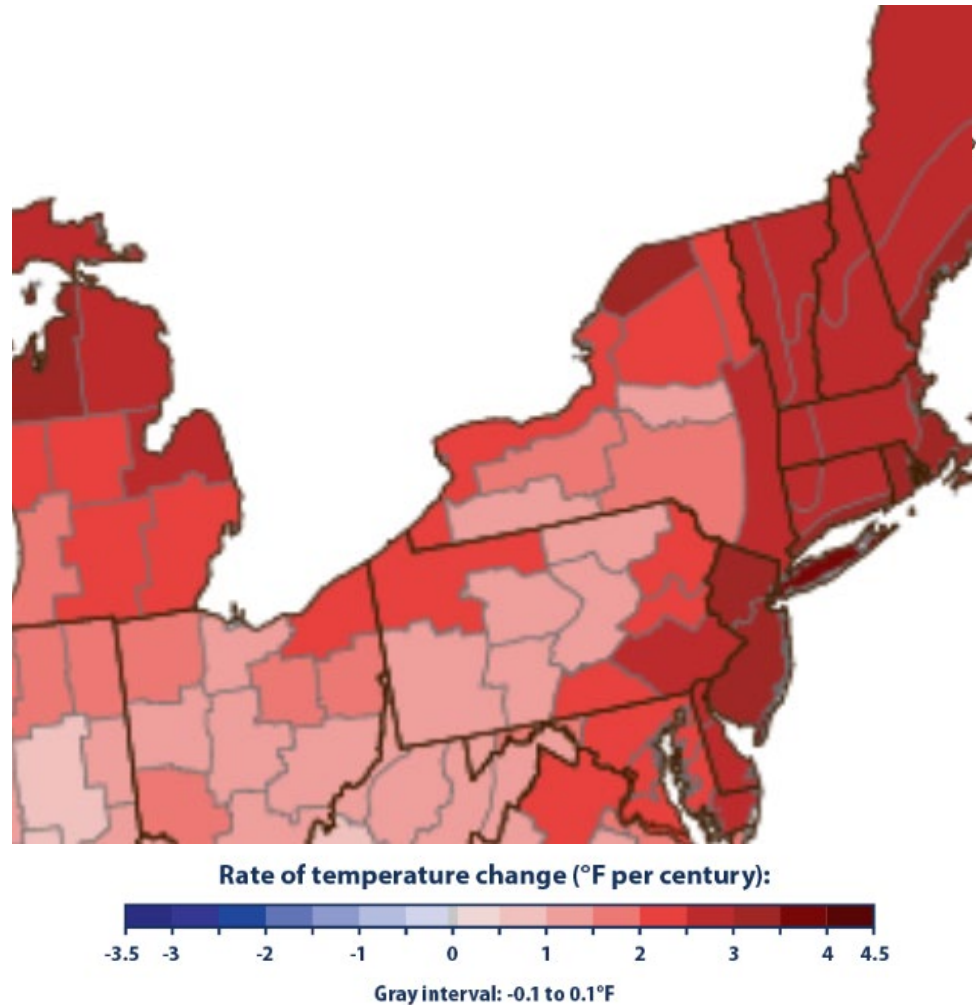 Rate of temperature change (°F per century):
-3.5 -3 -2 -1 0 1 2 3 4 4.5
Gray interval: -0.1 to 0.1°F